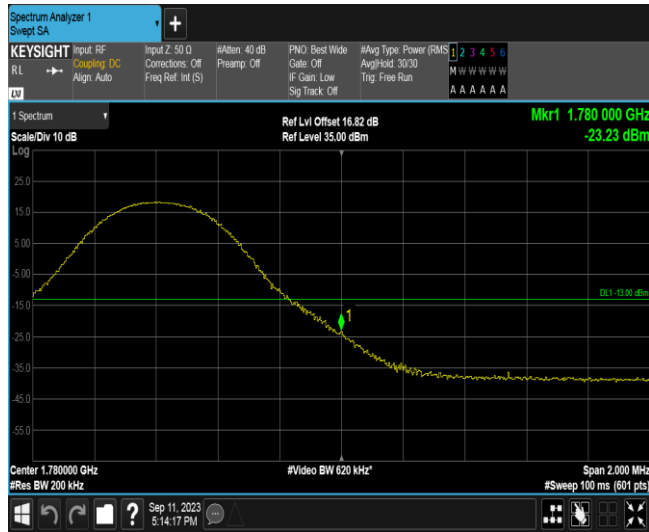 Spectrum Analyzer 1
Swept SA
+
KEYSIGHT
RL
LXI
Input: RF
Coupling: DC
Align: Auto
Input Z: 50 Ω
Corrections: Off
Freq Ref: Int (S)
#Atten: 40 dB
Preamp: Off
PNO: Best Wide
Gate: Off
IF Gain: Low
Sig Track: Off
#Avg Type: Power (RMS
Avg|Hold: 30/30
Trig: Free Run
1 2 3 4 5 6
M W W W W W
A A A A A A
1 Spectrum
Scale/Div 10 dB
Log
Ref Lvl Offset 16.82 dB
Ref Level 35.00 dBm
Mkr1 1.780 000 GHz
-23.23 dBm
25.0
15.0
5.00
-5.00
-15.0
-25.0
-35.0
-45.0
-55.0
DL1 -13.00 dBm
1
Center 1.780000 GHz
#Res BW 200 kHz
#Video BW 620 kHz*
Span 2.000 MHz
#Sweep 100 ms (601 pts)
?
Sep 11, 2023
5:14:17 PM